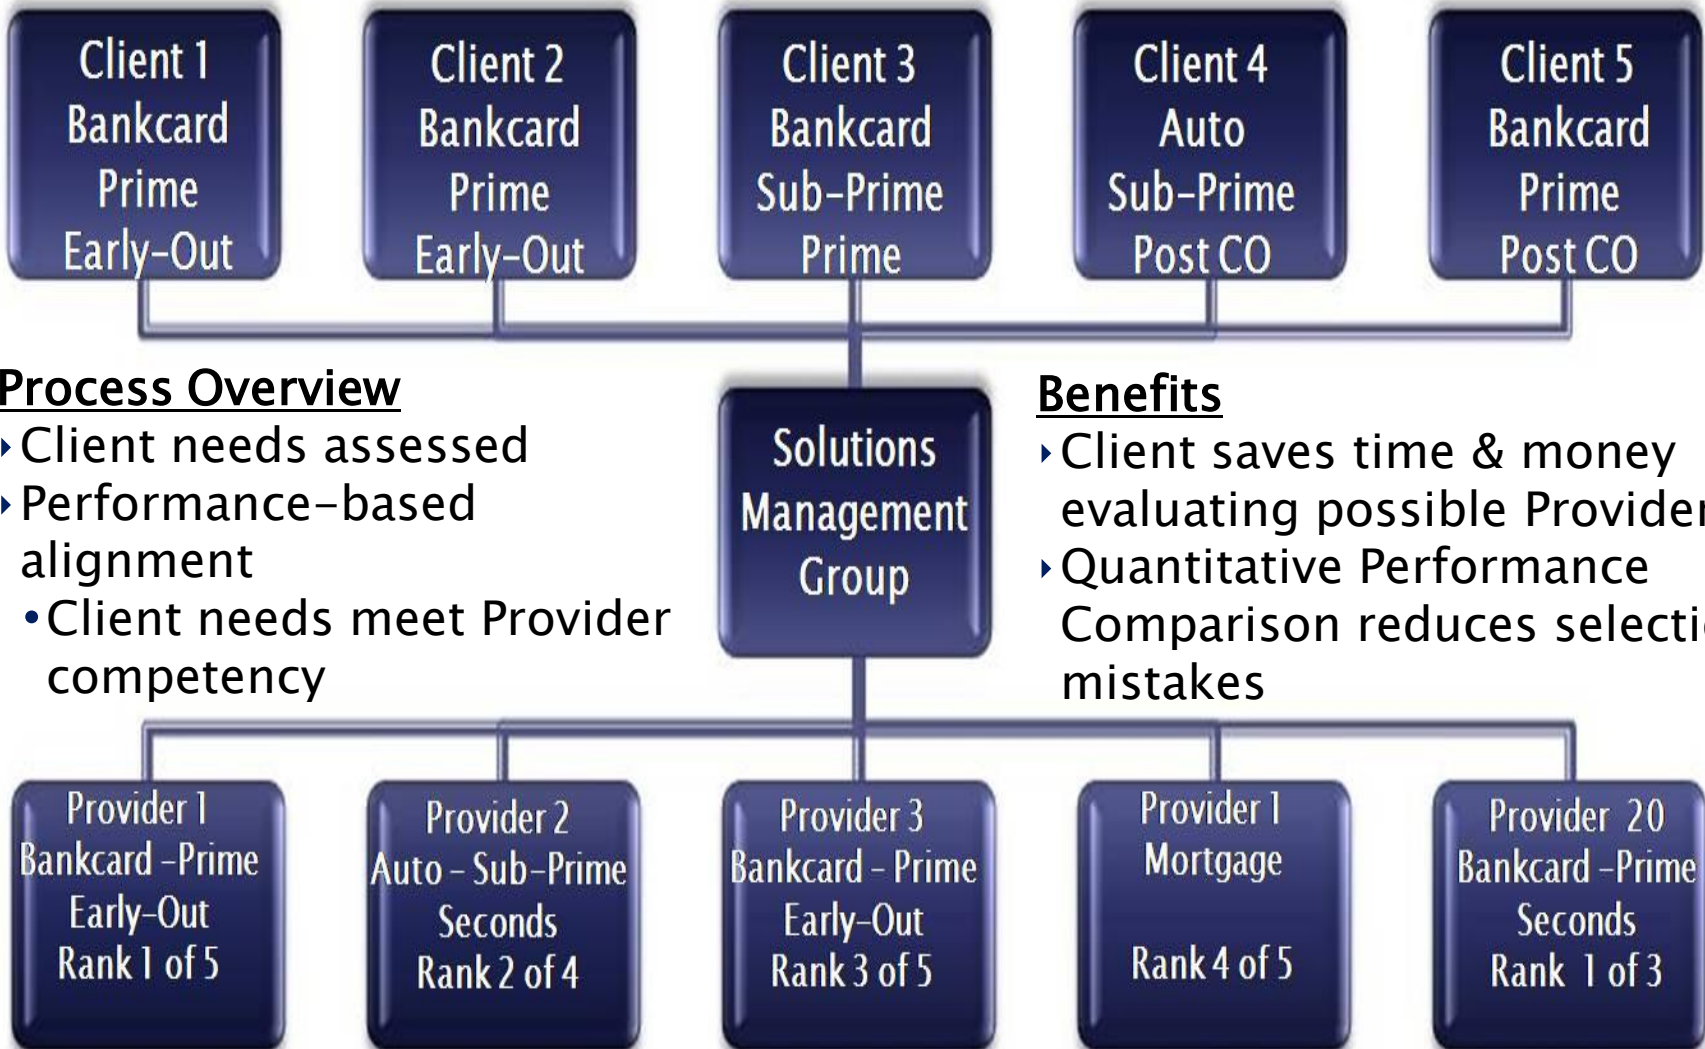 Client 1
Bankcard
Prime
Early-Out
Client 2
Bankcard
Prime
Early-Out
Client 3
Bankcard
Sub-Prime
Prime
Client 4
Auto
Sub-Prime
Post CO
Client 5
Bankcard
Prime
Post CO
Process Overview
‣Client needs assessed
‣Performance-based
alignment
•Client needs meet Provider
competency
Solutions
Management
Group
Benefits
‣Client saves time & money
evaluating possible Provider
‣Quantitative Performance
Comparison reduces selecti
mistakes
Provider 1
Bankcard -Prime
Early-Out
Rank 1 of 5
Provider 2
Auto - Sub-Prime
Seconds
Rank 2 of 4
Provider 3
Bankcard - Prime
Early-Out
Rank 3 of 5
Provider 1
Mortgage
Rank 4 of 5
Provider 20
Bankcard -Prime
Seconds
Rank 1 of 3